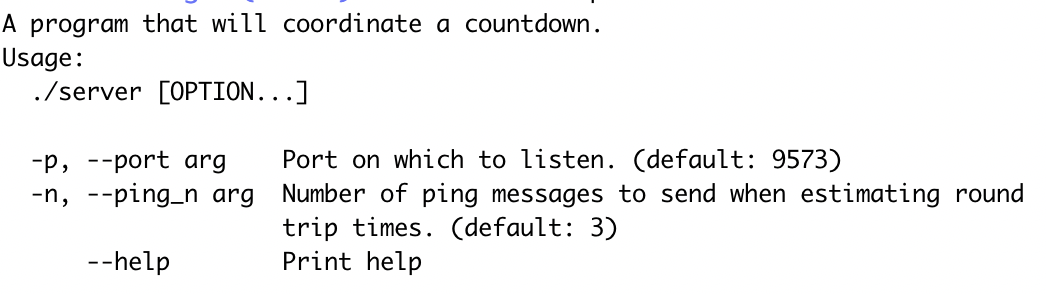 A program that will coordinate a countdown.
Usage:
  ./server [OPTION...]

  -p, --port arg    Port on which to listen. (default: 9573)
  -n, --ping_n arg  Number of ping messages to send when estimating round
                    trip times. (default: 3)
      --help        Print help